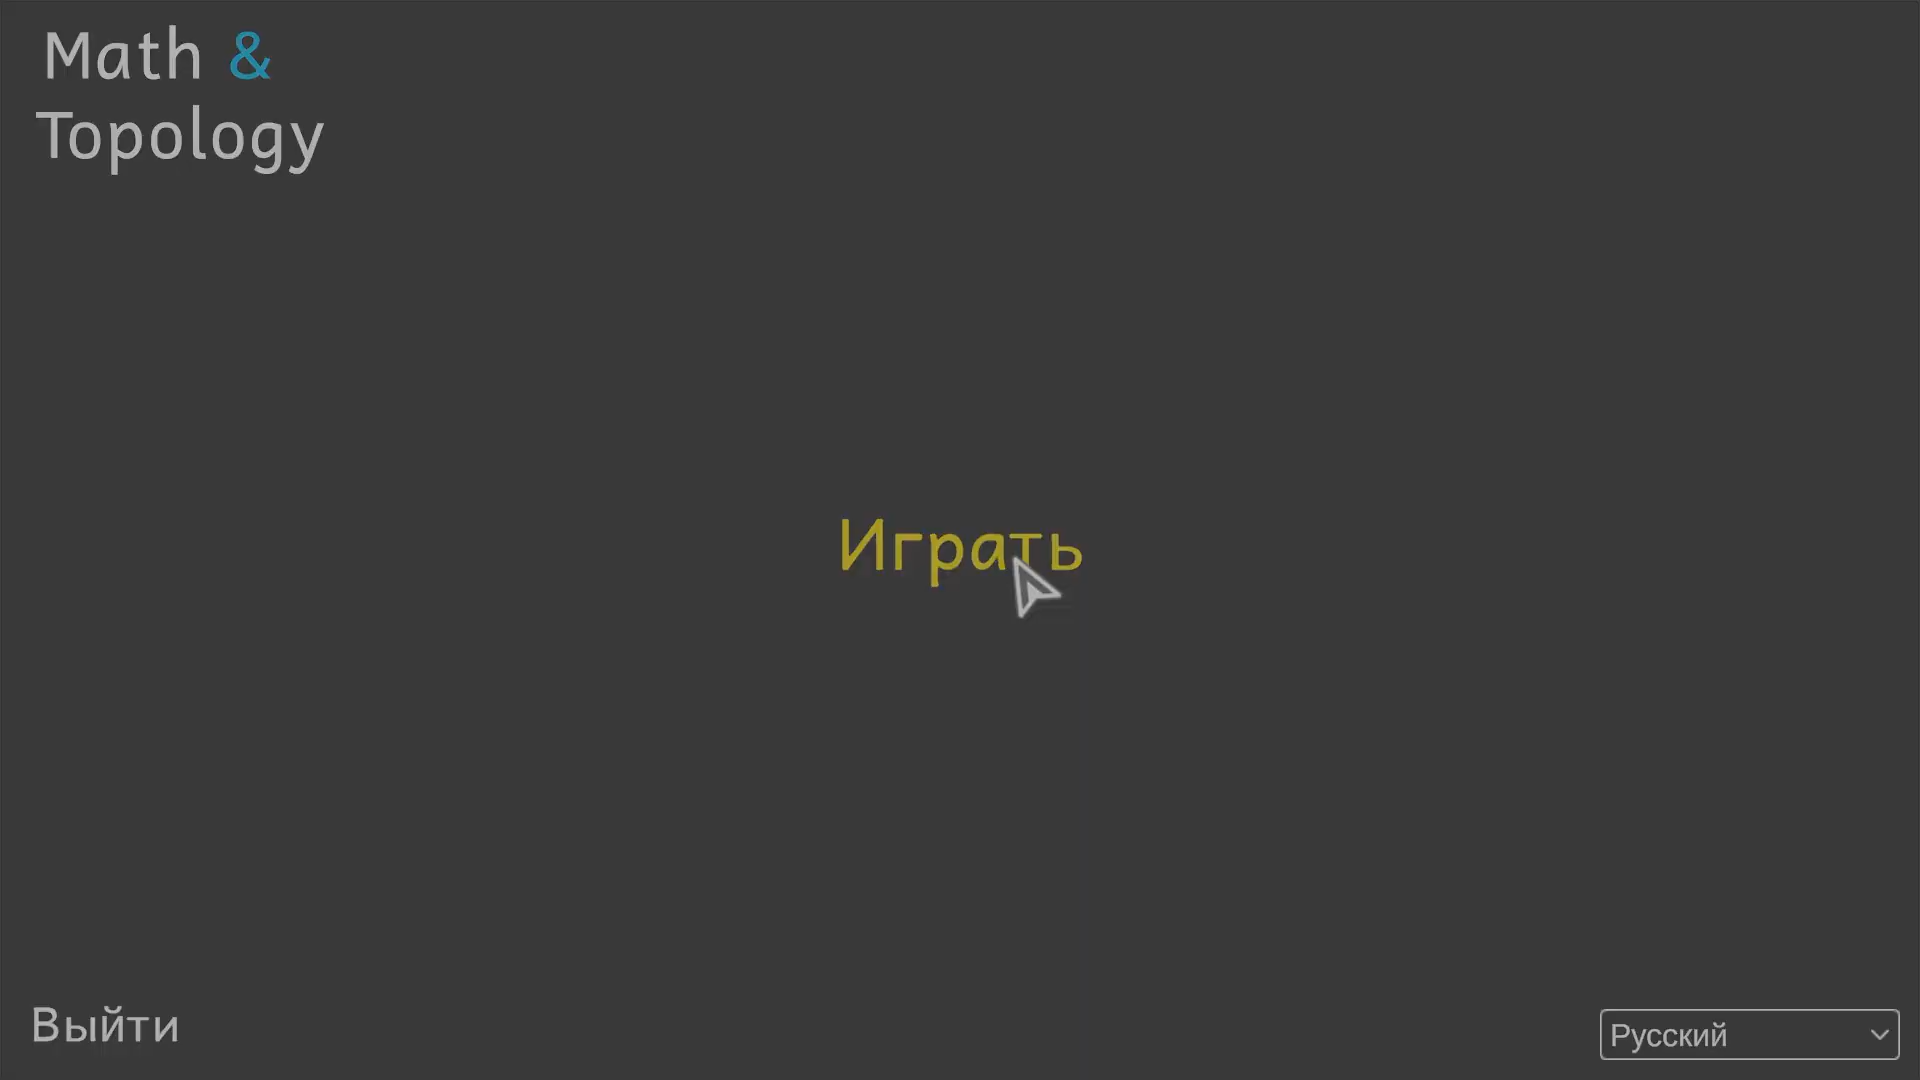 Math &
Topology
Играть
Выйти
Русский